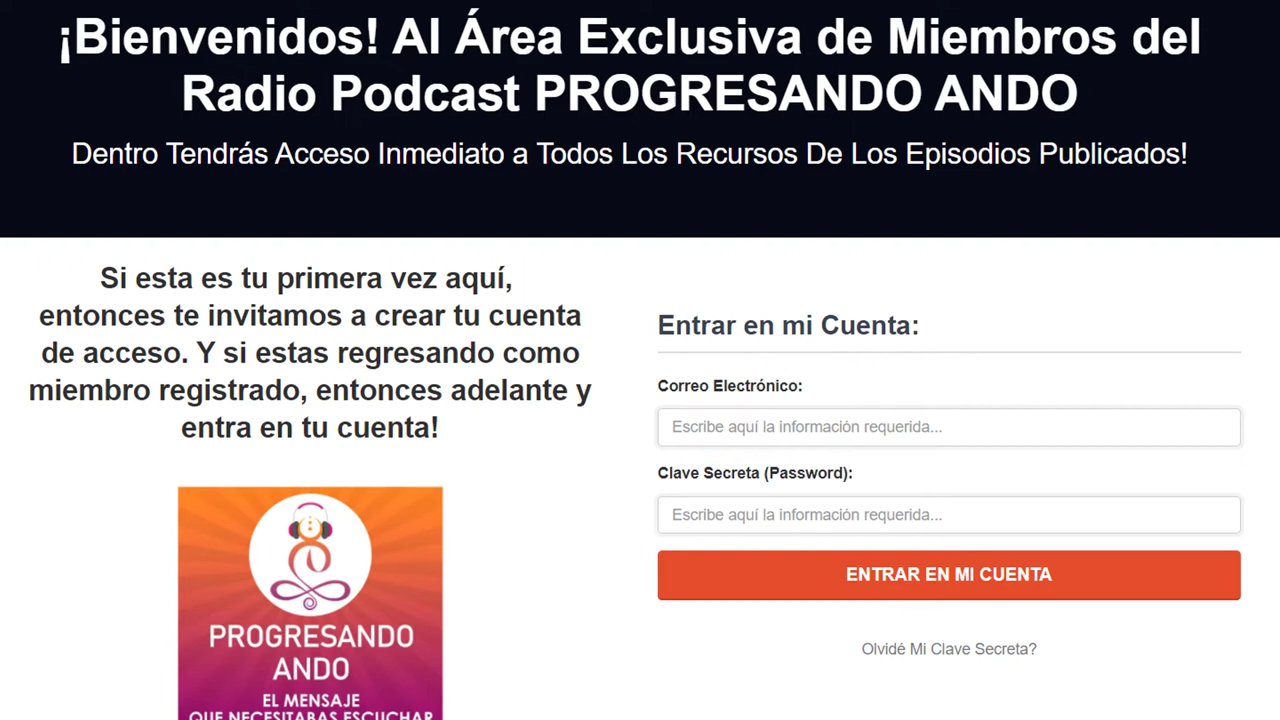 ¡Bienvenidos! Al Área Exclusiva de Miembros del
Radio Podcast PROGRESANDO ANDO
Dentro Tendrás Acceso Inmediato a Todos Los Recursos De Los Episodios Publicados!
Si esta es tu primera vez aquí,
entonces te invitamos a crear tu cuenta
de acceso. Y si estas regresando como
miembro registrado, entonces adelante y
entra en tu cuenta!
PROGRESANDO
ANDO
EL MENSAJE
QUE NECESITABAS ESCUCHAR
Entrar en mi Cuenta:
Correo Electrónico:
Escribe aquí la información requerida...
Clave Secreta (Password):
Escribe aquí la información requerida...
ENTRAR EN MI CUENTA
Olvidé Mi Clave Secreta?